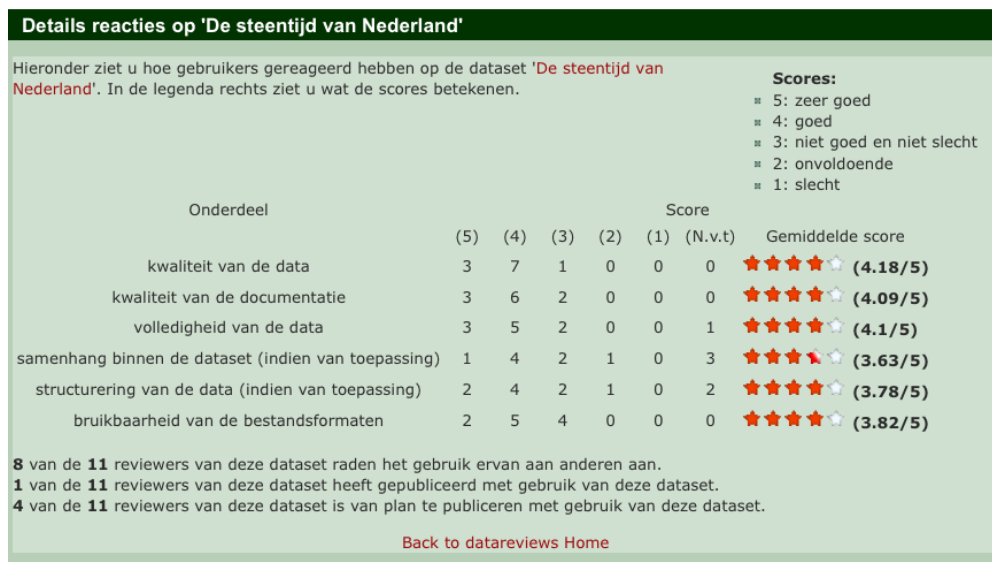 Details reacties op 'De steentijd van Nederland'
Hieronder ziet u hoe gebruikers gereageerd hebben op de dataset 'De steentijd van
Nederland'. In de legenda rechts ziet u wat de scores betekenen.
Scores:
5: zeer goed
4: goed
3: niet goed en niet slecht
2: onvoldoende
1: slecht
Onderdeel Score
(5) (4) (3) (2) (1) (N.v.t) Gemiddelde score
kwaliteit van de data 3 7 1 0 0 0 (4.18/5)
kwaliteit van de documentatie 3 6 2 0 0 0 (4.09/5)
volledigheid van de data 3 5 2 0 0 1 (4.1/5)
samenhang binnen de dataset (indien van toepassing) 1 4 2 1 0 3 (3.63/5)
structurering van de data (indien van toepassing) 2 4 2 1 0 2 (3.78/5)
bruikbaarheid van de bestandsformaten 2 5 4 0 0 0 (3.82/5)
8 van de 11 reviewers van deze dataset raden het gebruik ervan aan anderen aan.
1 van de 11 reviewers van deze dataset heeft gepubliceerd met gebruik van deze dataset.
4 van de 11 reviewers van deze dataset is van plan te publiceren met gebruik van deze dataset.
Back to datareviews Home